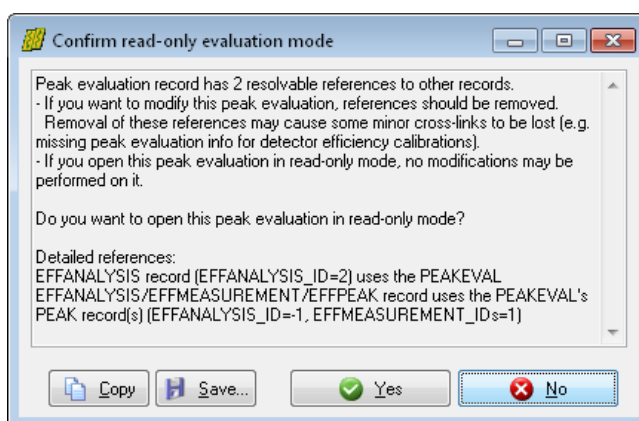 Confirm read-only evaluation mode
Peak evaluation record has 2 resolvable references to other records.
- If you want to modify this peak evaluation, references should be removed.
Removal of these references may cause some minor cross-links to be lost (e.g.
missing peak evaluation info for detector efficiency calibrations).
- If you open this peak evaluation in read-only mode, no modifications may be
performed on it.
Do you want to open this peak evaluation in read-only mode?
Detailed references:
EFFANALYSIS record (EFFANALYSIS_ID=2) uses the PEAKEVAL
EFFANALYSIS/EFFMEASUREMENT/EFFPEAK record uses the PEAKEVAL's
PEAK record(s) (EFFANALYSIS_ID=-1, EFFMEASUREMENT_IDs=1)
Copy Save... Yes No